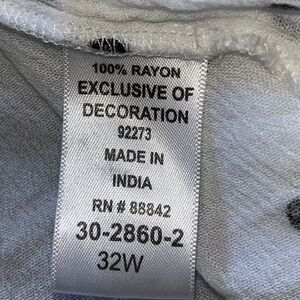 100% RAYON
EXCLUSIVE OF
DECORATION
92273
MADE IN
INDIA
RN # 88842
30-2860-2
32W